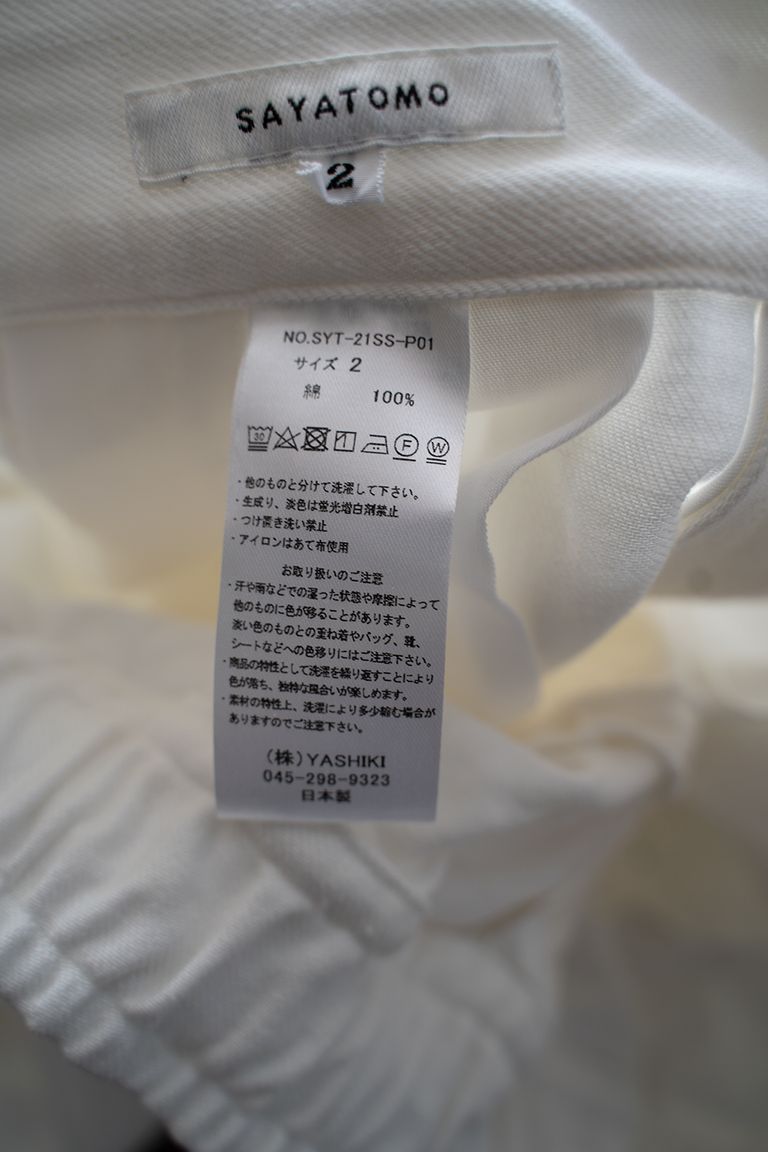 SAYATOMO
2
NO.SYT-21SS-P01
サイズ 2
綿 100%
30
F
W
・他のものと分けて洗濯して下さい。
・生成り、淡色は蛍光増白剤禁止
・つけ置き洗い禁止
・アイロンはあて布使用
お取り扱いのご注意
・汗や雨などでの湿った状態や摩擦によって
他のものに色が移ることがあります。
淡い色のものとの重ね着やバッグ、靴、
シートなどへの色移りにはご注意下さい。
・商品の特性として洗濯を繰り返すことにより
色が落ち、独特な風合いが楽しめます。
・素材の特性上、洗濯により多少縮む場合が
ありますのでご注意下さい。
(株)YASHIKI
045-298-9323
日本製